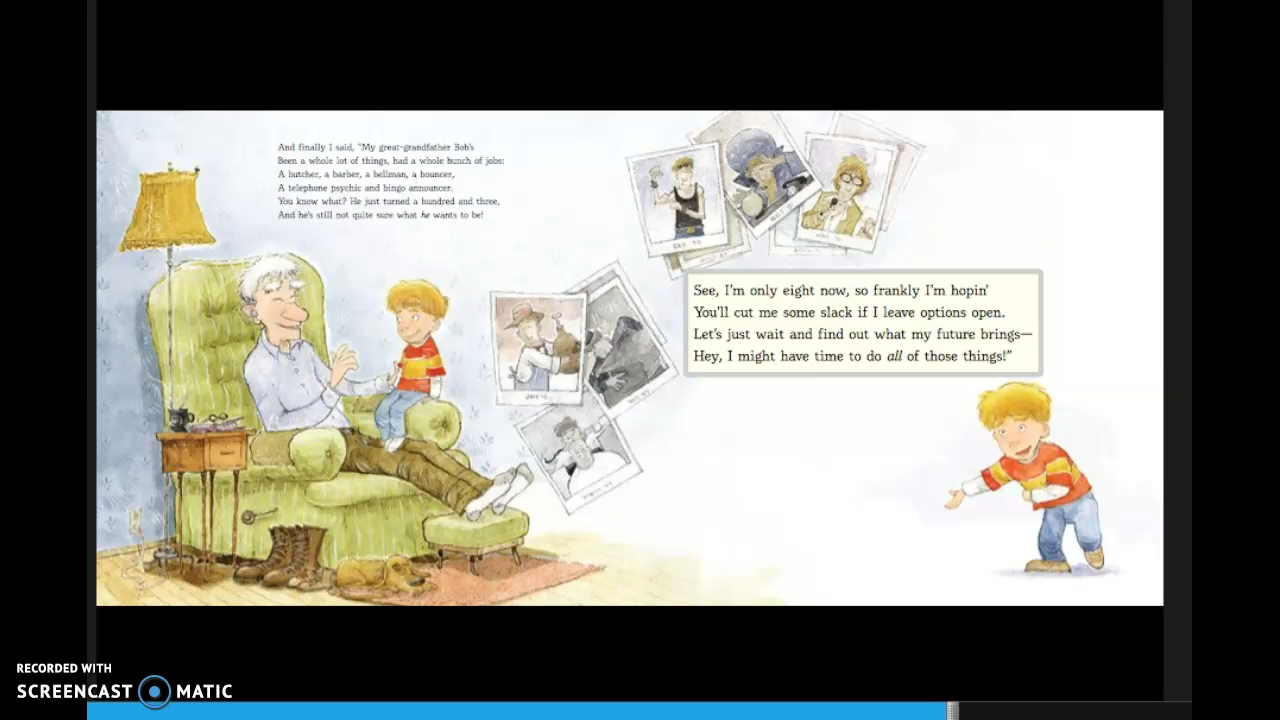 And finally I said, "My great-grandfather Bob's
Been a whole lot of things, had a whole bunch of jobs:
A butcher, a barber, a bellman, a bouncer,
A telephone psychic and bingo announcer.
You know what? He just turned a hundred and three,
And he's still not quite sure what he wants to be!
See, I'm only eight now, so frankly I'm hopin'
You'll cut me some slack if I leave options open.
Let's just wait and find out what my future brings—
Hey, I might have time to do all of those things!"
RECORDED WITH
SCREENCAST MATIC